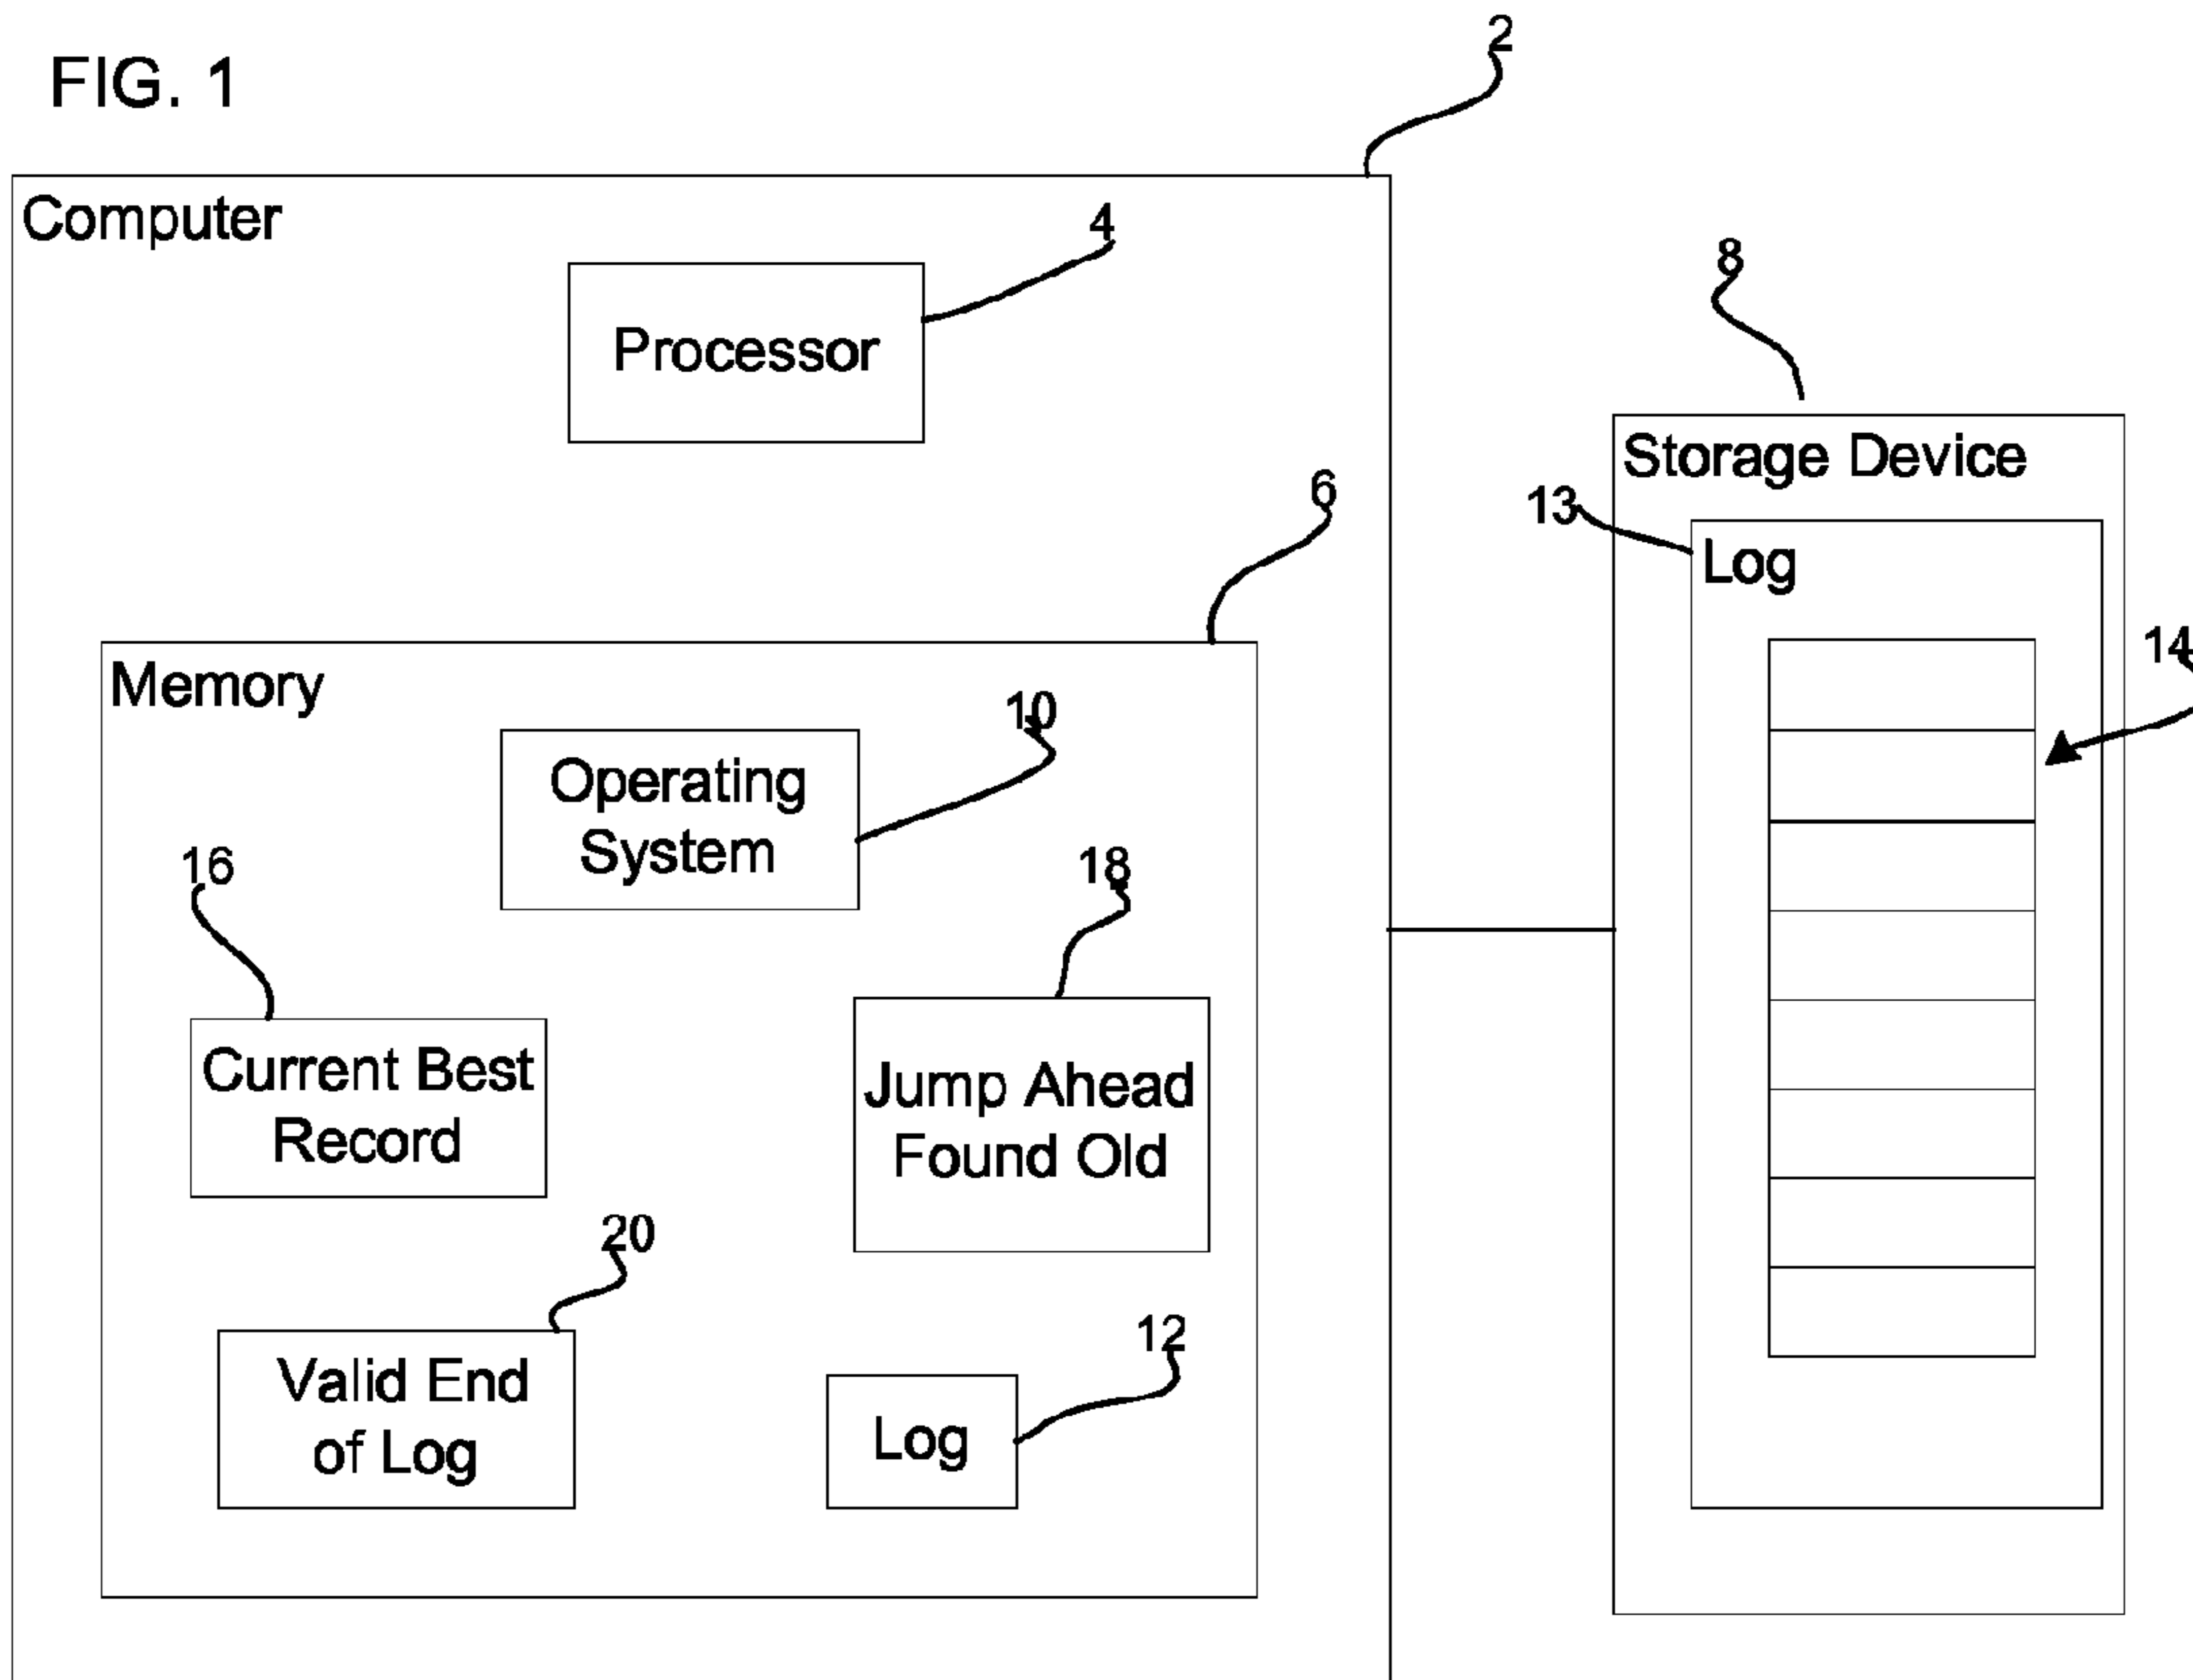 FIG. 1
2
Computer
4
Processor
8
Storage Device
6
13
Log
14
Memory
10
Operating
System
16
18
Current Best
Record
Jump Ahead
Found Old
20
Valid End
of Log
12
Log